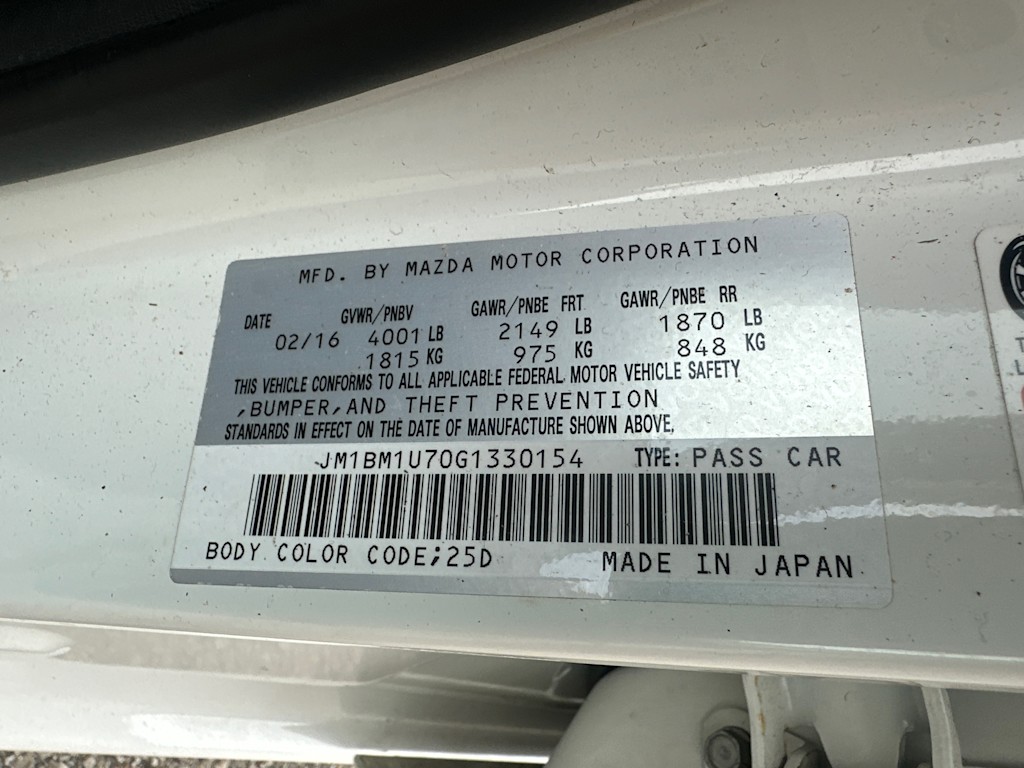 MFD. BY MAZDA MOTOR CORPORATION
DATE GVWR/PNBV GAWR/PNBE FRT GAWR/PNBE RR
02/16 4001 LB 2149 LB 1870 LB
1815 KG 975 KG 848 KG
THIS VEHICLE CONFORMS TO ALL APPLICABLE FEDERAL MOTOR VEHICLE SAFETY
,BUMPER,AND THEFT PREVENTION
STANDARDS IN EFFECT ON THE DATE OF MANUFACTURE SHOWN ABOVE.
JM1BM1U70G1330154 TYPE: PASS CAR
BODY COLOR CODE;25D MADE IN JAPAN